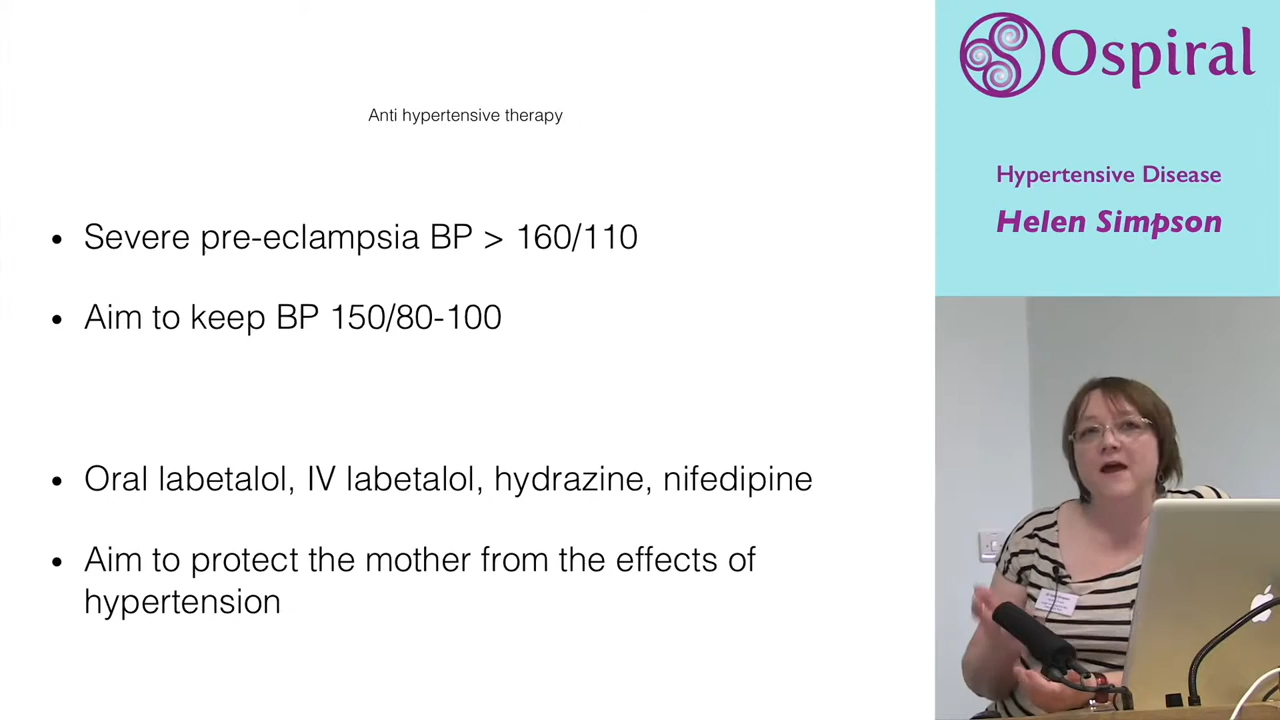 Anti hypertensive therapy
• Severe pre-eclampsia BP > 160/110
• Aim to keep BP 150/80-100
• Oral labetalol, IV labetalol, hydrazine, nifedipine
• Aim to protect the mother from the effects of
hypertension
Ospiral
Hypertensive Disease
Helen Simpson